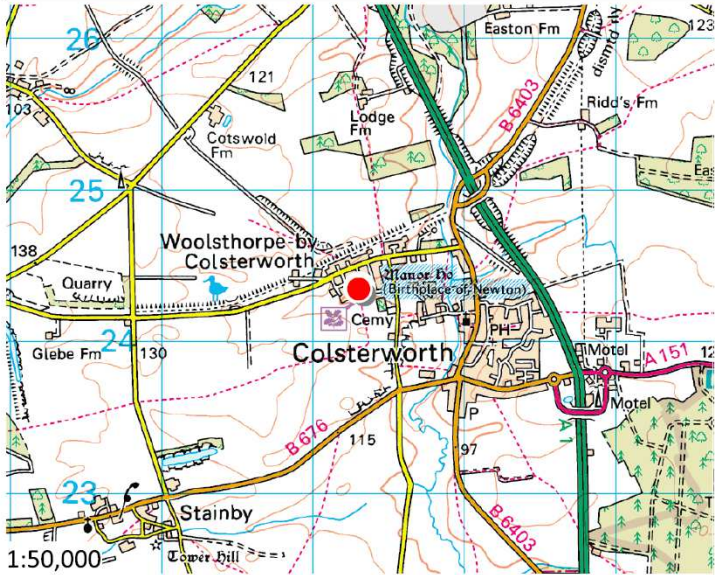 26
Easton Fm
123
dismtd rly
B 6403
121
103
Lodge
Fm
Ridd's Fm
Cotswold
Fm
25
Eas
138
Woolsthorpe-by
Colsterworth
Manor Ho
(Birthplace of Newton)
Quarry
Cemy
PH
24
Glebe Fm
130
Colsterworth
Motel
A 151
12
Motel
A 1
P
B 676
115
97
23
Stainby
B 6403
T
1:50,000
Tower Hill